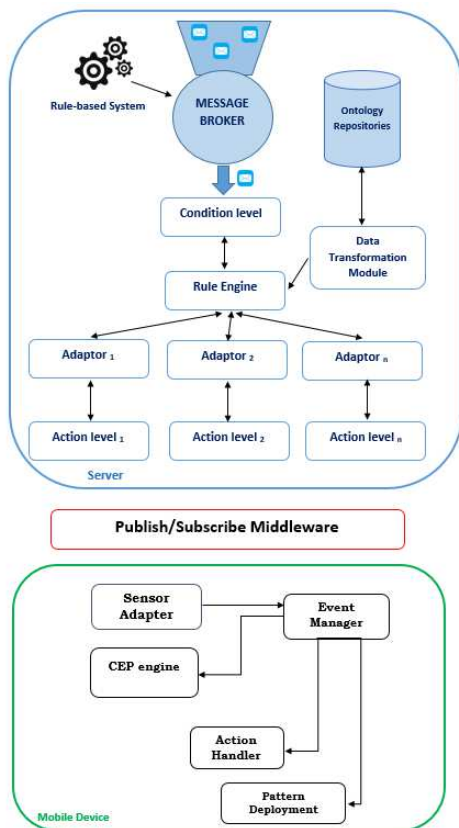 Rule-based System
MESSAGE
BROKER
Ontology
Repositories
Condition level
Data
Transformation
Module
Rule Engine
Adaptor 1
Adaptor 2
Adaptor n
Action level 1
Action level 2
Action level n
Server
Publish/Subscribe Middleware
Sensor
Adapter
Event
Manager
CEP engine
Action
Handler
Pattern
Deployment
Mobile Device